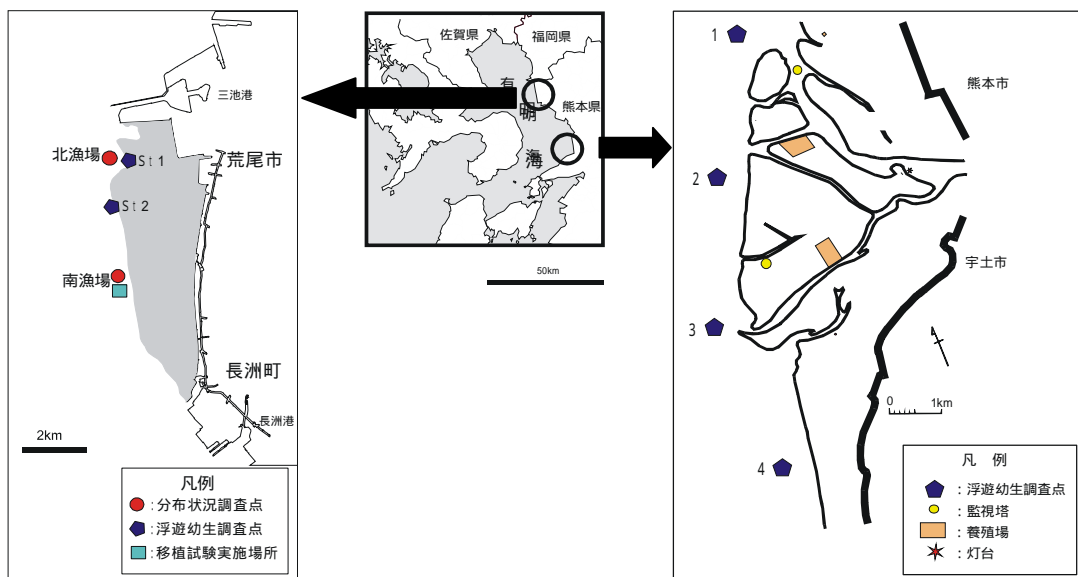 三池港
北漁場
St1
荒尾市
St2
南漁場
長洲町
長洲港
2km
凡例
:分布状況調査点
:浮遊幼生調査点
:移植試験実施場所
佐賀県
福岡県
有
明
海
熊本県
50km
1
熊本市
2
*
宇土市
3
0 1km
4
凡 例
:浮遊幼生調査点
:監視塔
:養殖場
:灯台